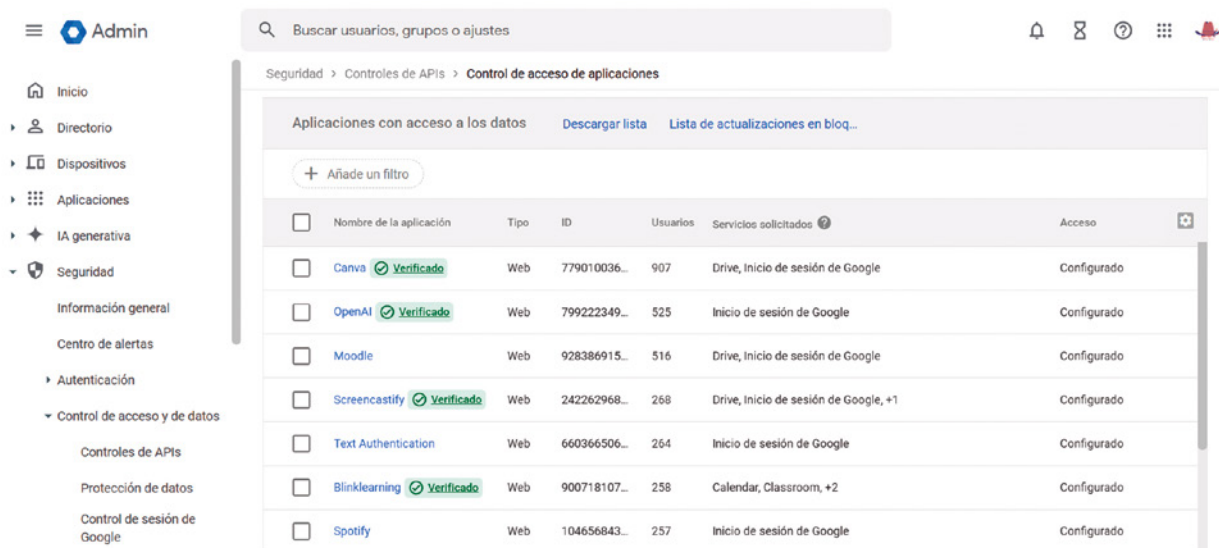 Admin
Buscar usuarios, grupos o ajustes
Seguridad > Controles de APIs > Control de acceso de aplicaciones
Inicio
Directorio
Dispositivos
Aplicaciones
IA generativa
Seguridad
Información general
Centro de alertas
Autenticación
Control de acceso y de datos
Controles de APIs
Protección de datos
Control de sesión de
Google
Aplicaciones con acceso a los datos Descargar lista Lista de actualizaciones en bloq...
+ Añade un filtro
Nombre de la aplicación Tipo ID Usuarios Servicios solicitados Acceso
Canva Verificado Web 779010036... 907 Drive, Inicio de sesión de Google Configurado
OpenAI Verificado Web 799222349... 525 Inicio de sesión de Google Configurado
Moodle Web 928386915... 516 Drive, Inicio de sesión de Google Configurado
Screencastify Verificado Web 242262968... 268 Drive, Inicio de sesión de Google, +1 Configurado
Text Authentication Web 660366506... 264 Inicio de sesión de Google Configurado
Blinklearning Verificado Web 900718107... 258 Calendar, Classroom, +2 Configurado
Spotify Web 104656843... 257 Inicio de sesión de Google Configurado